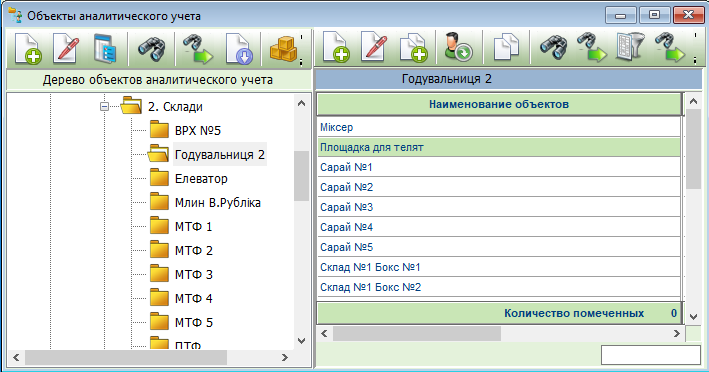 Объекты аналитического учета
Дерево объектов аналитического учета
2. Склади
ВРХ №5
Годувальниця 2
Елеватор
Млин В.Рубліка
МТФ 1
МТФ 2
МТФ 3
МТФ 4
МТФ 5
ПТФ
Годувальниця 2
Наименование объектов
Міксер
Площадка для телят
Сарай №1
Сарай №2
Сарай №3
Сарай №4
Сарай №5
Склад №1 Бокс №1
Склад №1 Бокс №2
Количество помеченных 0